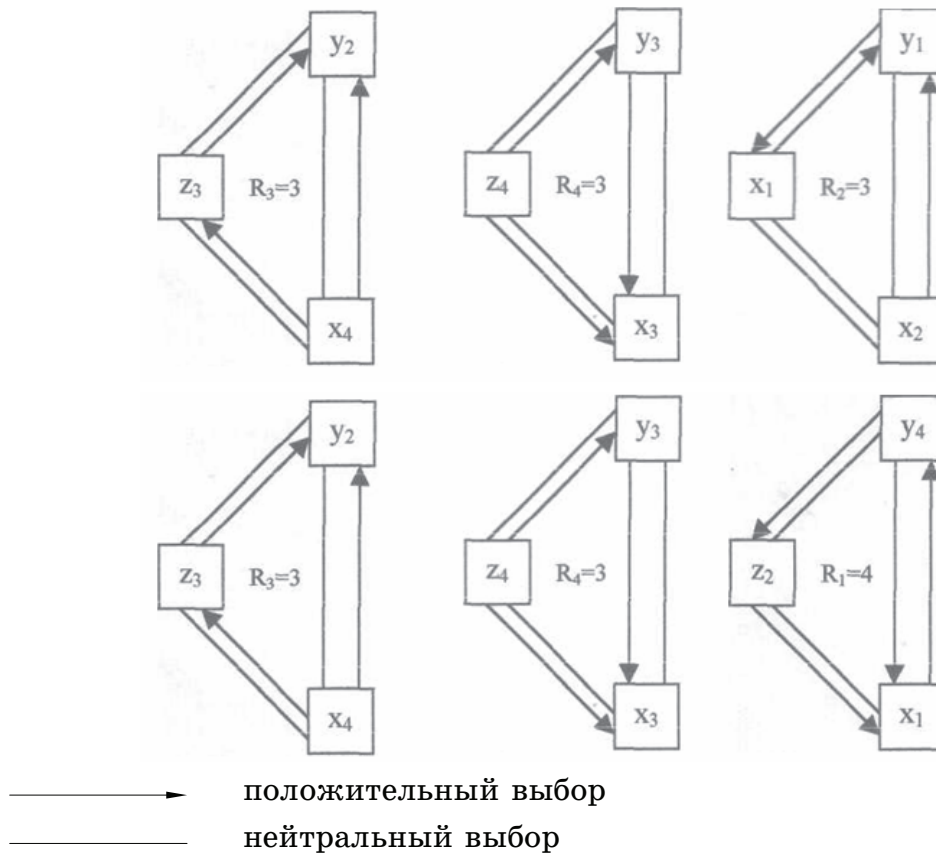 y₂ y₃ y₁
z₃ R₃=3 z₄ R₄=3 x₁ R₂=3
x₄ x₃ x₂
y₂ y₃ y₄
z₃ R₃=3 z₄ R₄=3 z₂ R₁=4
x₄ x₃ x₁
положительный выбор
нейтральный выбор